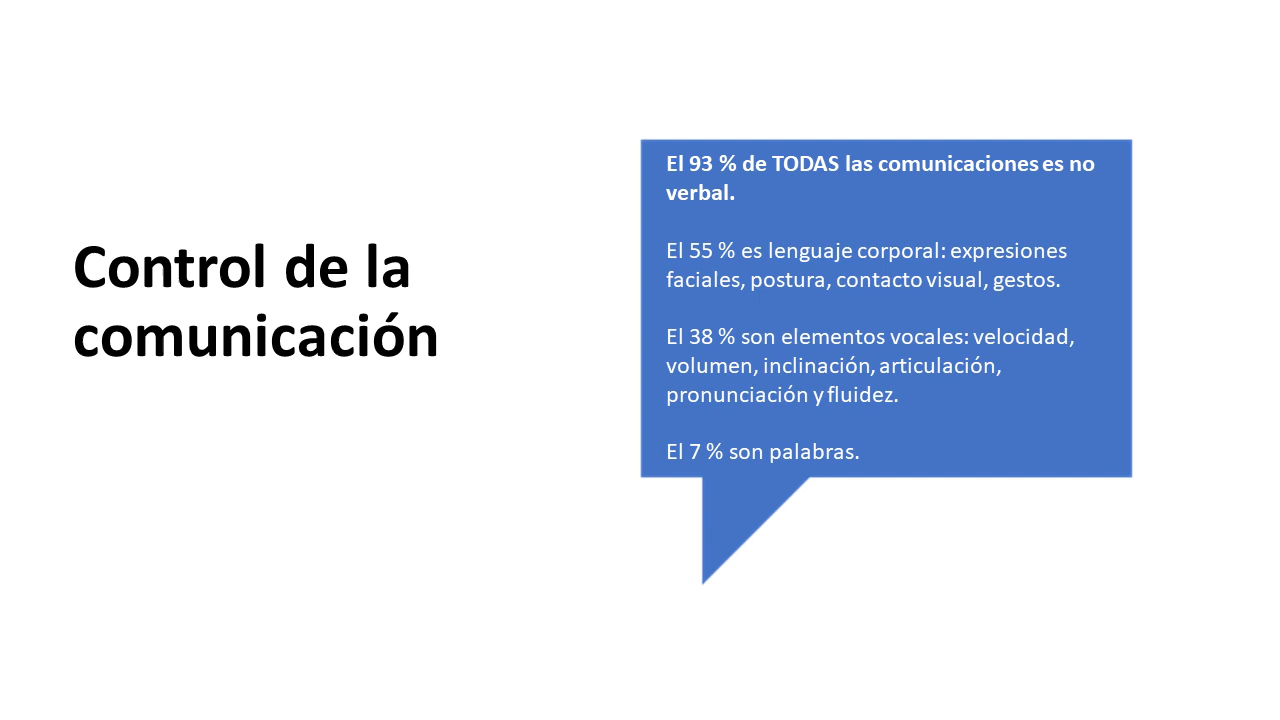 Control de la
comunicación
El 93 % de TODAS las comunicaciones es no
verbal.
El 55 % es lenguaje corporal: expresiones
faciales, postura, contacto visual, gestos.
El 38 % son elementos vocales: velocidad,
volumen, inclinación, articulación,
pronunciación y fluidez.
El 7 % son palabras.